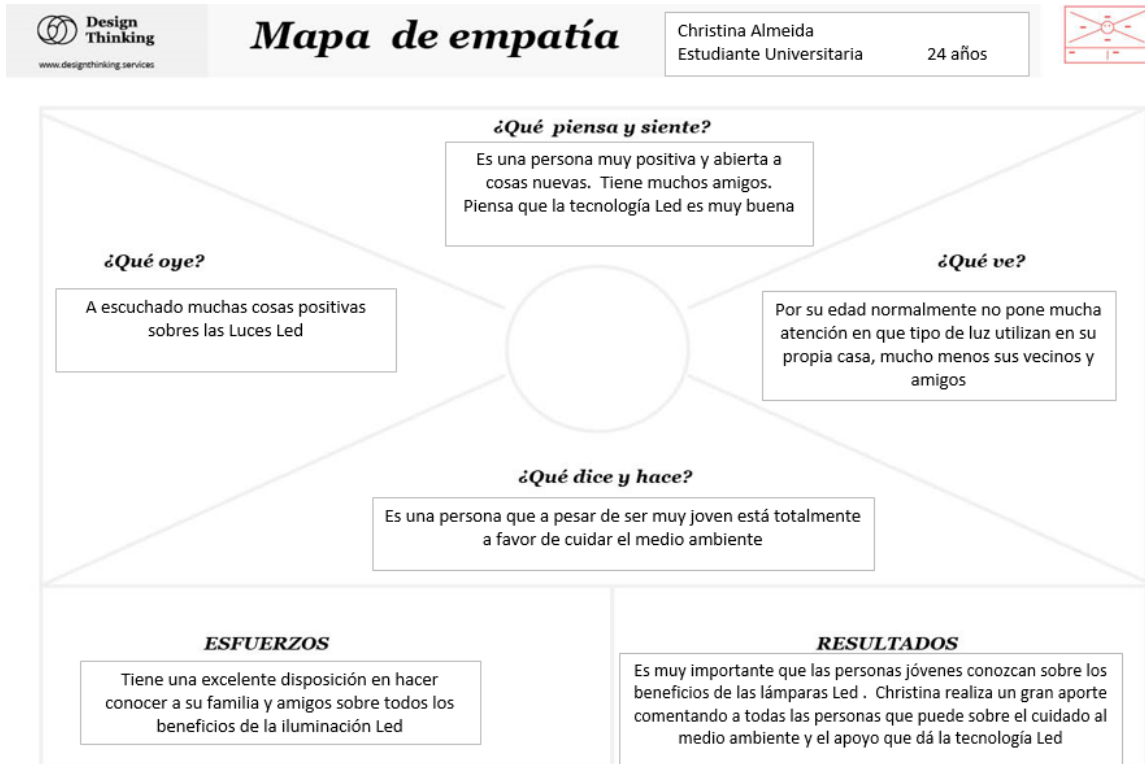 Design
Thinking
www.designthinking.services
Mapa de empatía
Christina Almeida
Estudiante Universitaria 24 años
¿Qué piensa y siente?
Es una persona muy positiva y abierta a
cosas nuevas. Tiene muchos amigos.
Piensa que la tecnología Led es muy buena
¿Qué oye?
A escuchado muchas cosas positivas
sobres las Luces Led
¿Qué ve?
Por su edad normalmente no pone mucha
atención en que tipo de luz utilizan en su
propia casa, mucho menos sus vecinos y
amigos
¿Qué dice y hace?
Es una persona que a pesar de ser muy joven está totalmente
a favor de cuidar el medio ambiente
ESFUERZOS
Tiene una excelente disposición en hacer
conocer a su familia y amigos sobre todos los
beneficios de la iluminación Led
RESULTADOS
Es muy importante que las personas jóvenes conozcan sobre los
beneficios de las lámparas Led . Christina realiza un gran aporte
comentando a todas las personas que puede sobre el cuidado al
medio ambiente y el apoyo que dá la tecnología Led